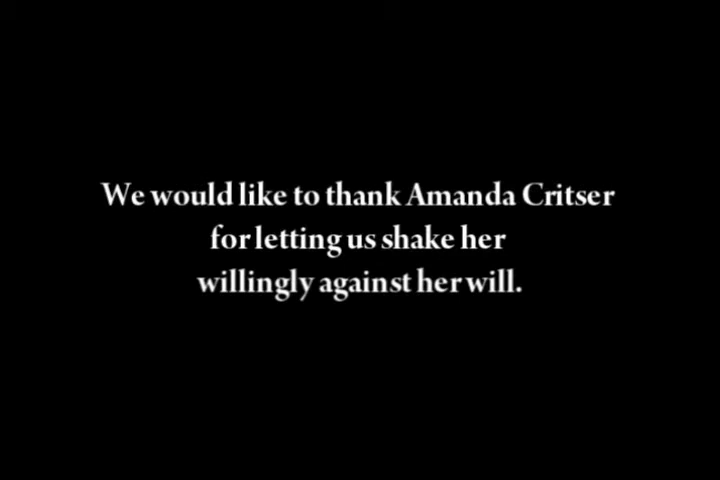 We would like to thank Amanda Critser
for letting us shake her
willingly against her will.